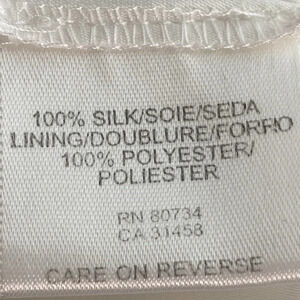 100% SILK/SOIE/SEDA
LINING/DOUBLURE/FORRO
100% POLYESTER/
POLIESTER
RN 80734
CA 31458
CARE ON REVERSE